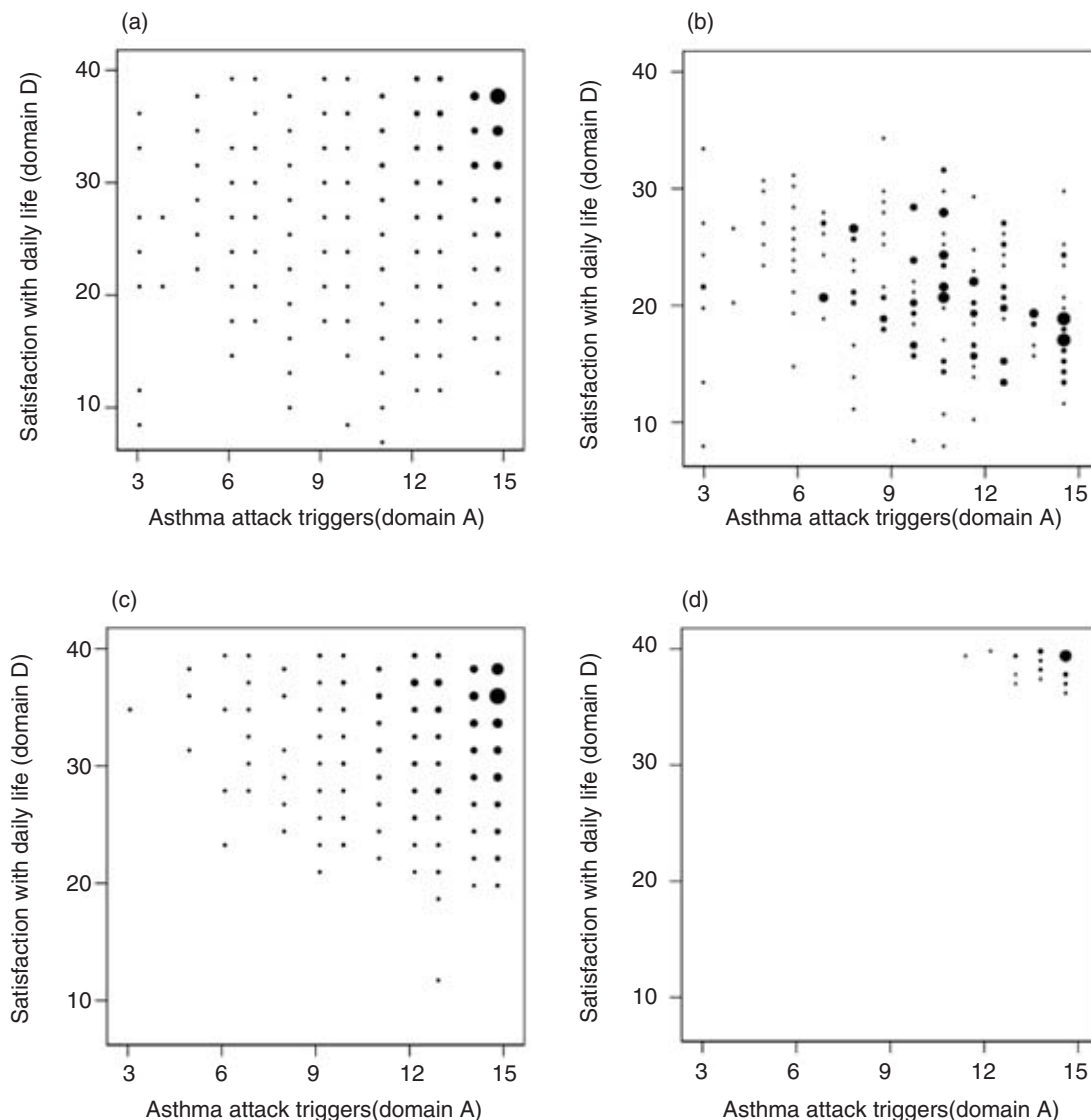 (a)
Satisfaction with daily life (domain D)
40
30
20
10
3 6 9 12 15
Asthma attack triggers(domain A)
(b)
Satisfaction with daily life (domain D)
40
30
20
10
3 6 9 12 15
Asthma attack triggers(domain A)
(c)
Satisfaction with daily life (domain D)
40
30
20
10
3 6 9 12 15
Asthma attack triggers(domain A)
(d)
Satisfaction with daily life (domain D)
40
30
20
10
3 6 9 12 15
Asthma attack triggers(domain A)